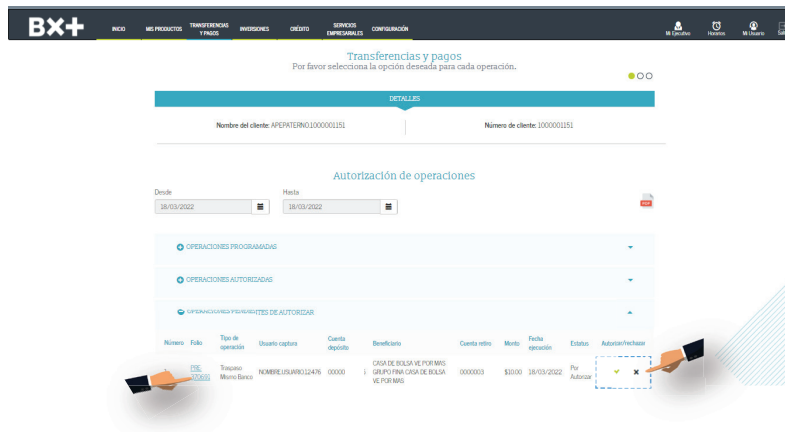 BX+
INICIO MIS PRODUCTOS TRANSFERENCIAS Y PAGOS INVERSIONES CRÉDITO SERVICIOS EMPRESARIALES CONFIGURACIÓN Mi Ejecutivo Horarios Mi Usuario
Transferencias y pagos
Por favor selecciona la opción deseada para cada operación.
DETALLES
Nombre del cliente: APEPATERNO1000001151 Número de cliente: 1000001151
Autorización de operaciones
Desde Hasta
18/03/2022 18/03/2022
PDF
OPERACIONES PROGRAMADAS
OPERACIONES AUTORIZADAS
TES DE AUTORIZAR
Número Folio Tipo de operación Usuario captura Cuenta depósito Beneficiario Cuenta retiro Monto Fecha ejecución Estatus Autorizar/rechazar
CASA DE BOLSA VE POR MAS
PRE- Traspaso Mismo Banco NOMBREUSUARIO12476 00000 GRUPO FINA CASA DE BOLSA 0000003 $10.00 18/03/2022 Por Autorizar
VE POR MAS